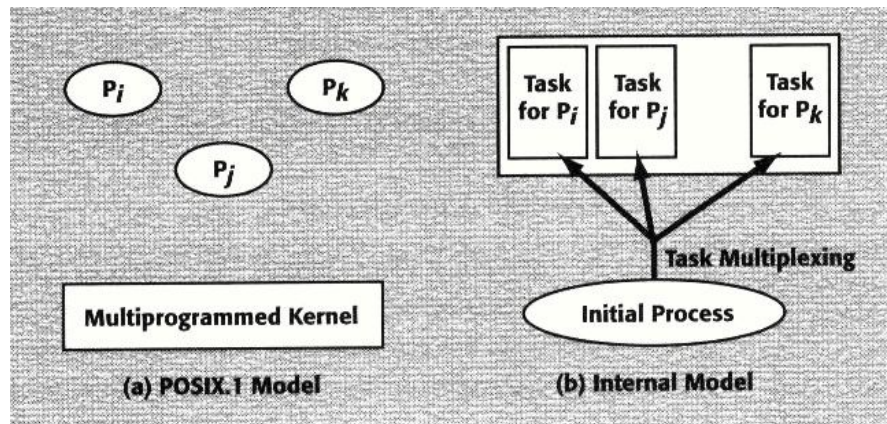 Pi
Pk
Pj
Multiprogrammed Kernel
(a) POSIX.1 Model
Task
for Pi
Task
for Pj
Task
for Pk
Task Multiplexing
Initial Process
(b) Internal Model